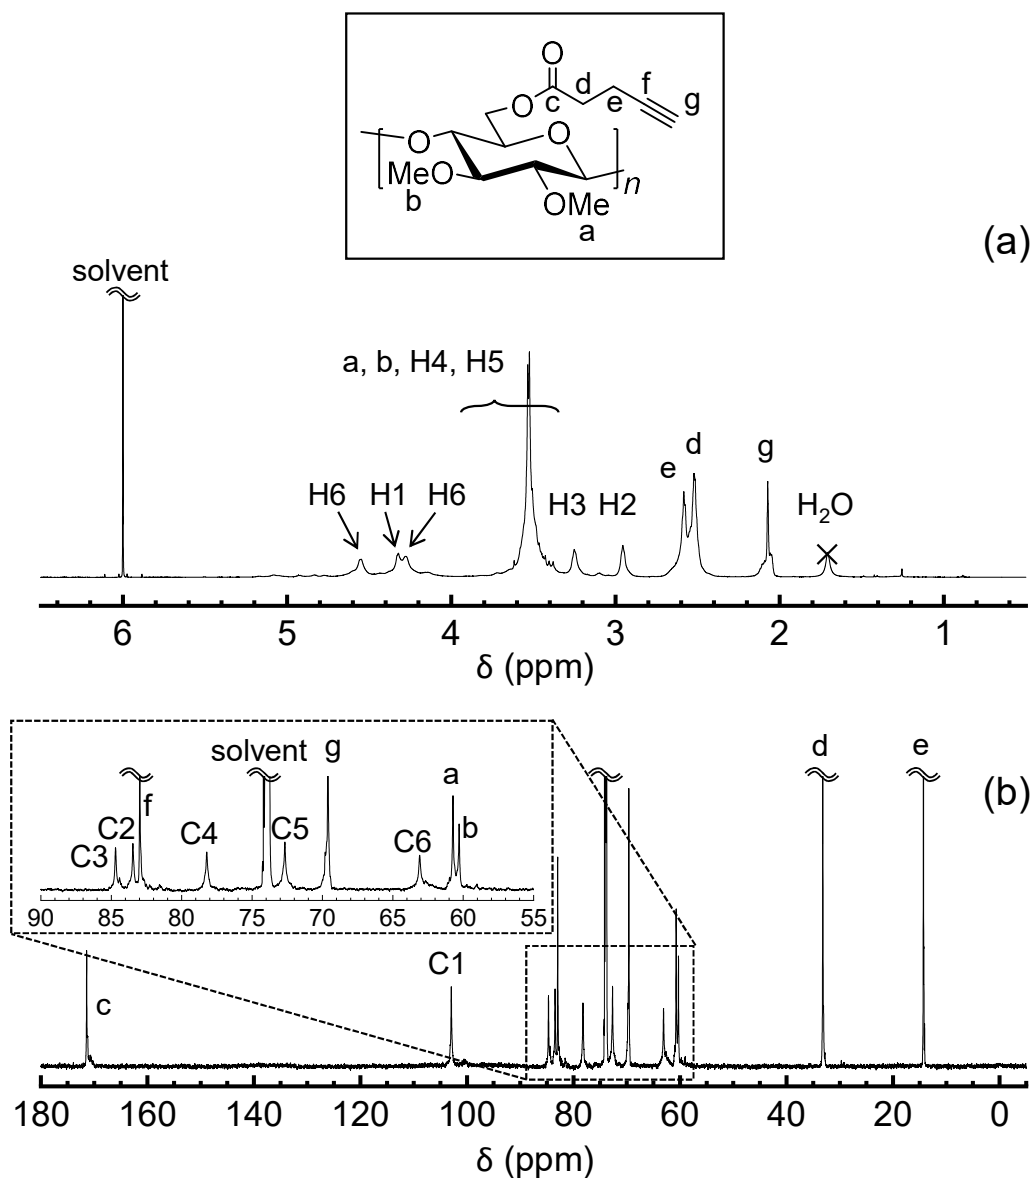 O
d
f
O
c
e
g
O
O
MeO
n
b
OMe
a
(a)
solvent
a, b, H4, H5
d
e
g
H6
H1
H6
H3
H2
H2O
6
5
4
3
2
1
δ (ppm)
solvent
g
d
e
(b)
a
f
C2
C4
C5
b
C3
C6
90
85
80
75
70
65
60
55
C1
c
180
160
140
120
100
80
60
40
20
0
δ (ppm)